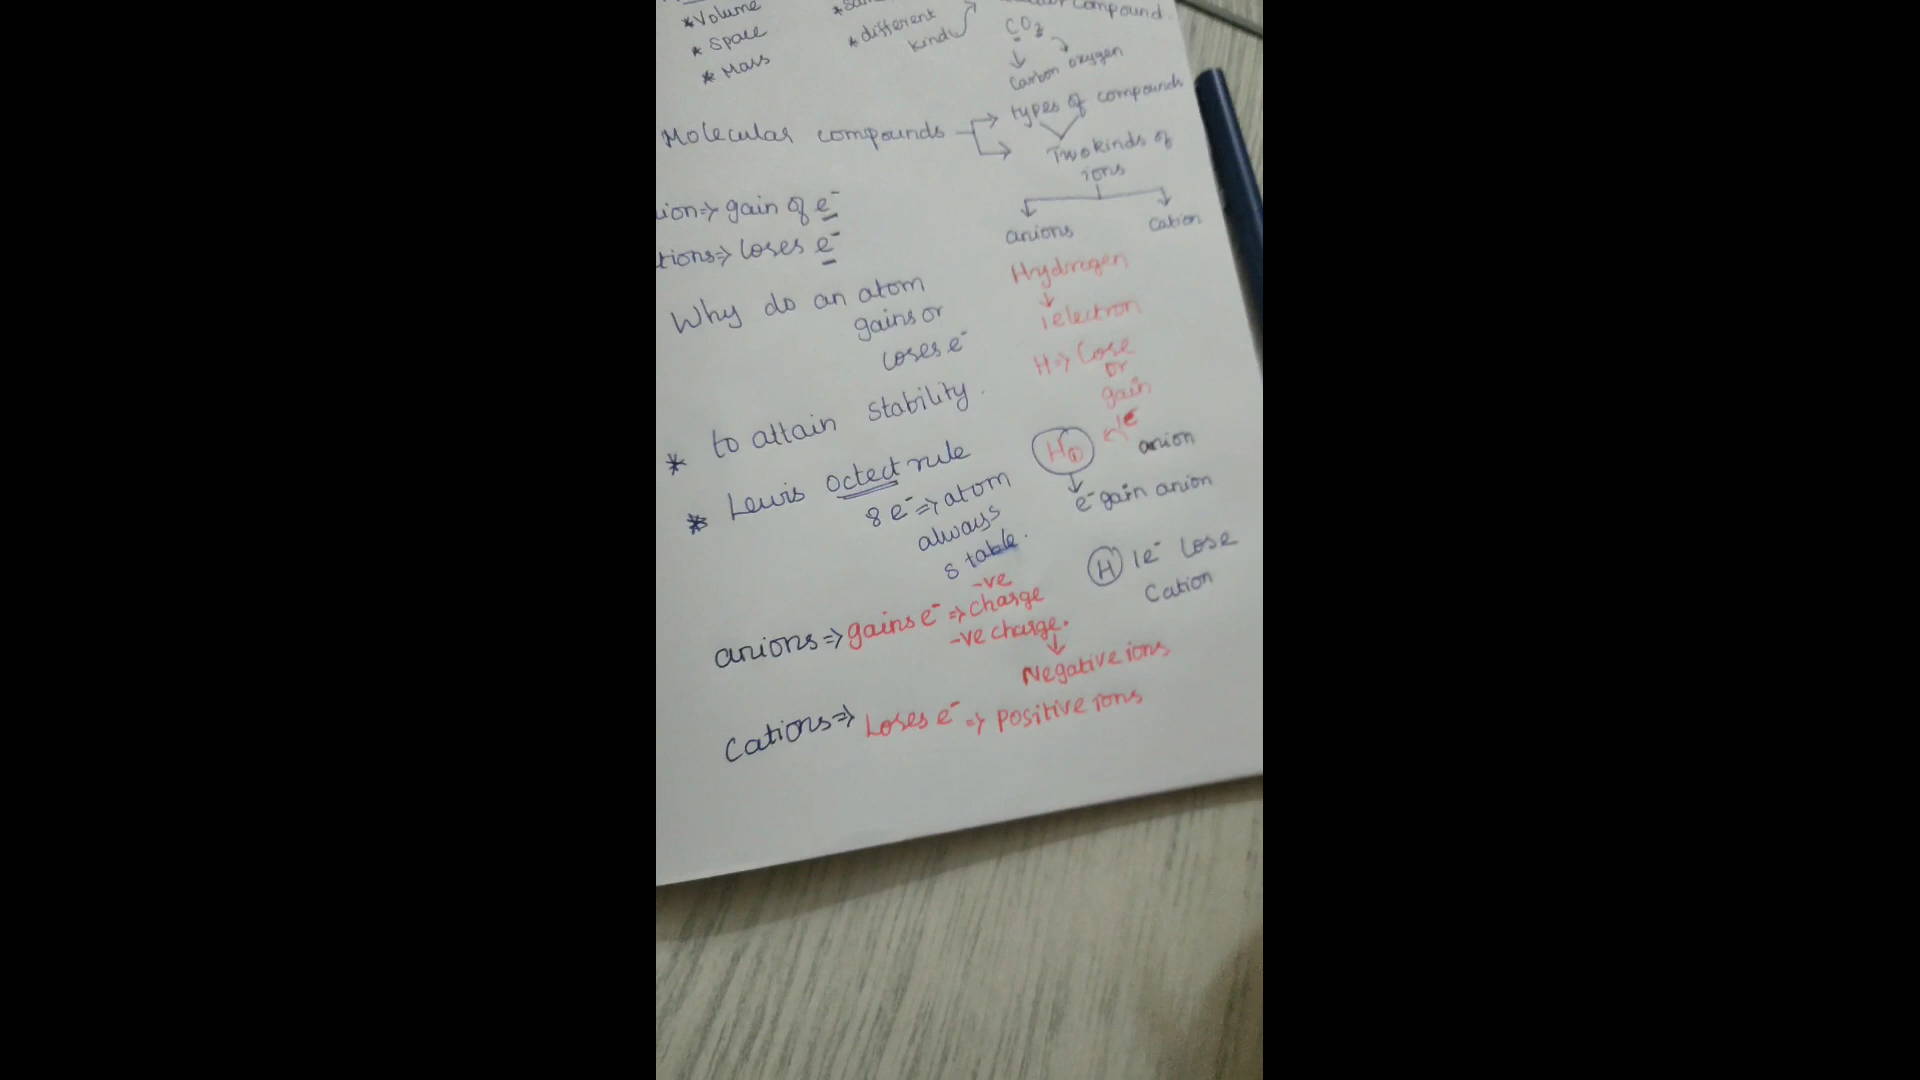 *Volume
* Space
* Mass
*different
kind
compound
CO2
Carbon oxygen
Molecular compounds
types of compounds
Two kinds of
ions
anions
cation
ion=> gain of e-
tions=> loses e-
Why do an atom
gains or
loses e-
* to attain stability.
* Lewis Octect rule
8 e- => atom
always
stable.
Hydrogen
1 electron
H=> Lose
or
gain
1e
H1
anion
e- gain anion
H 1e- lose
Cation
anions=> gains e- => -ve
charge
-ve charge.
Negative ions
Cations=> Loses e- => positive ions